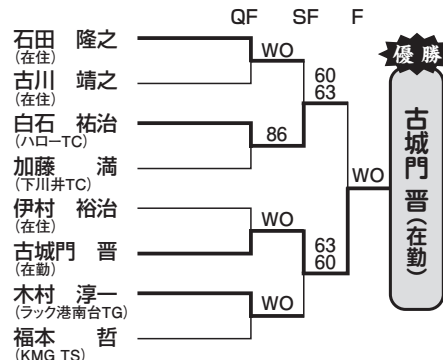 QF SF F
石田 隆之
(在住)
古川 靖之
(在住)
白石 祐治
(ハローTC)
加藤 満
(下川井TC)
伊村 裕治
(在住)
古城門 晋
(在勤)
木村 淳一
(ラック港南台TG)
福本 哲
(KMG TS)
WO
86
WO
WO
60
63
63
60
WO
優勝
古城門 晋(在勤)